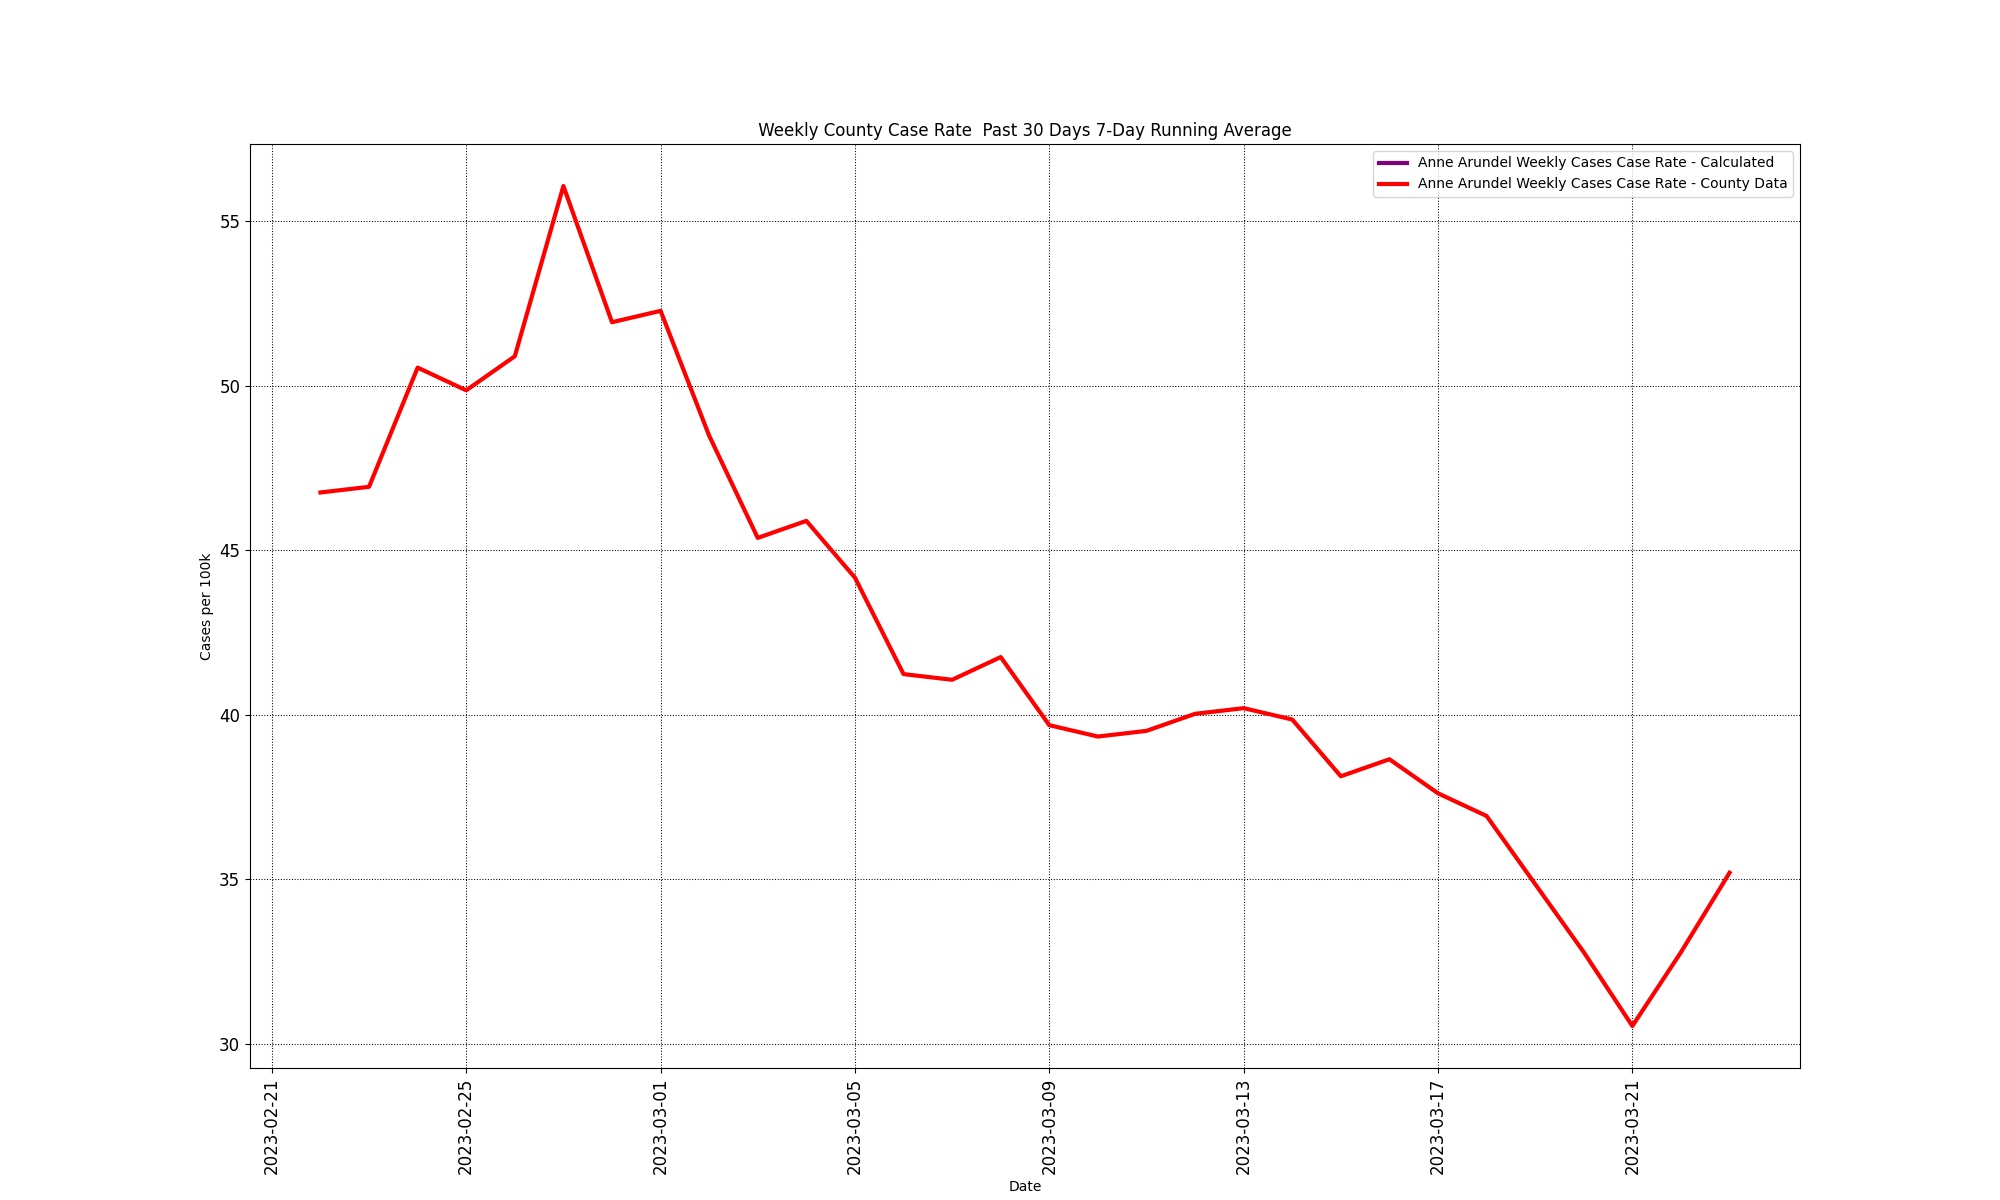 Weekly County Case Rate  Past 30 Days 7-Day Running Average
Anne Arundel Weekly Cases Case Rate - Calculated
Anne Arundel Weekly Cases Case Rate - County Data
55
50
45
40
35
30
Cases per 100k
2023-02-21
2023-02-25
2023-03-01
2023-03-05
2023-03-09
2023-03-13
2023-03-17
2023-03-21
Date